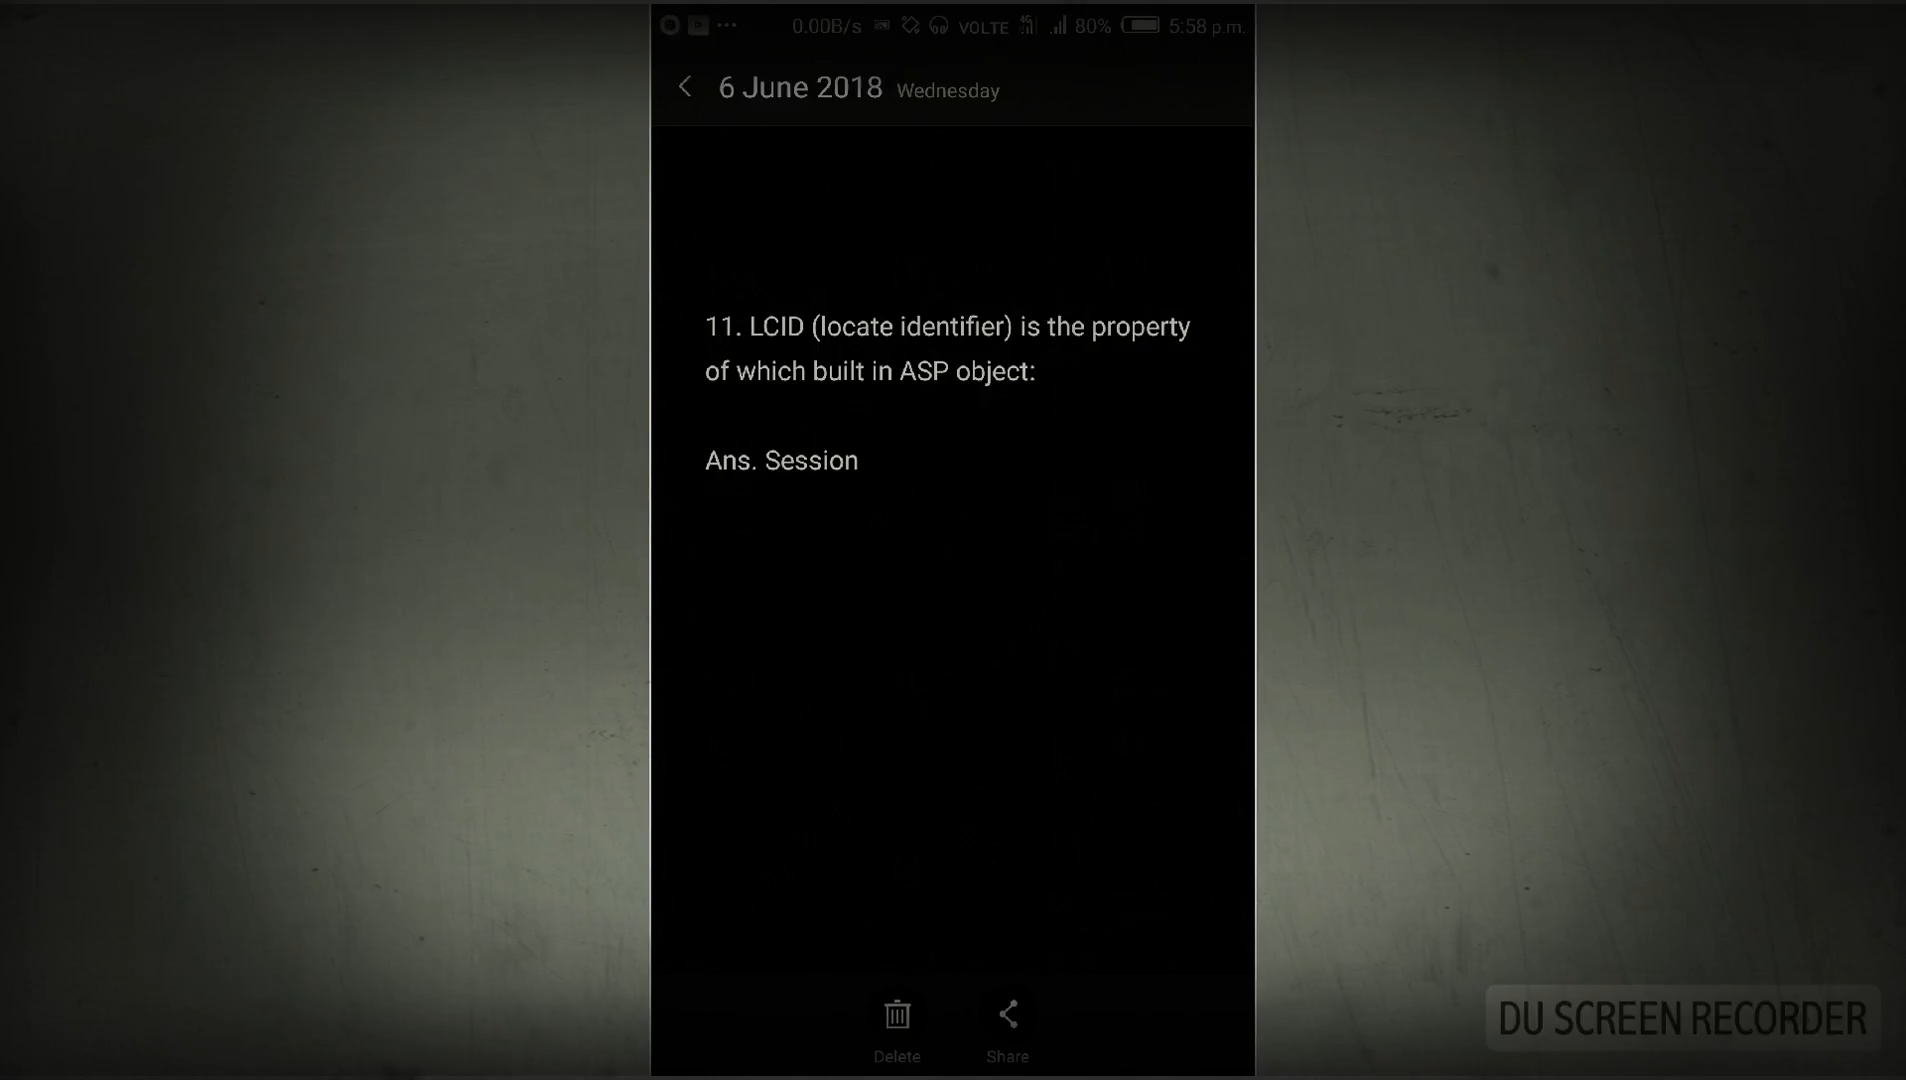 0.00B/s VOLTE 4G 80% 5:58 p.m.
6 June 2018 Wednesday
11. LCID (locate identifier) is the property
of which built in ASP object:
Ans. Session
Delete Share
DU SCREEN RECORDER